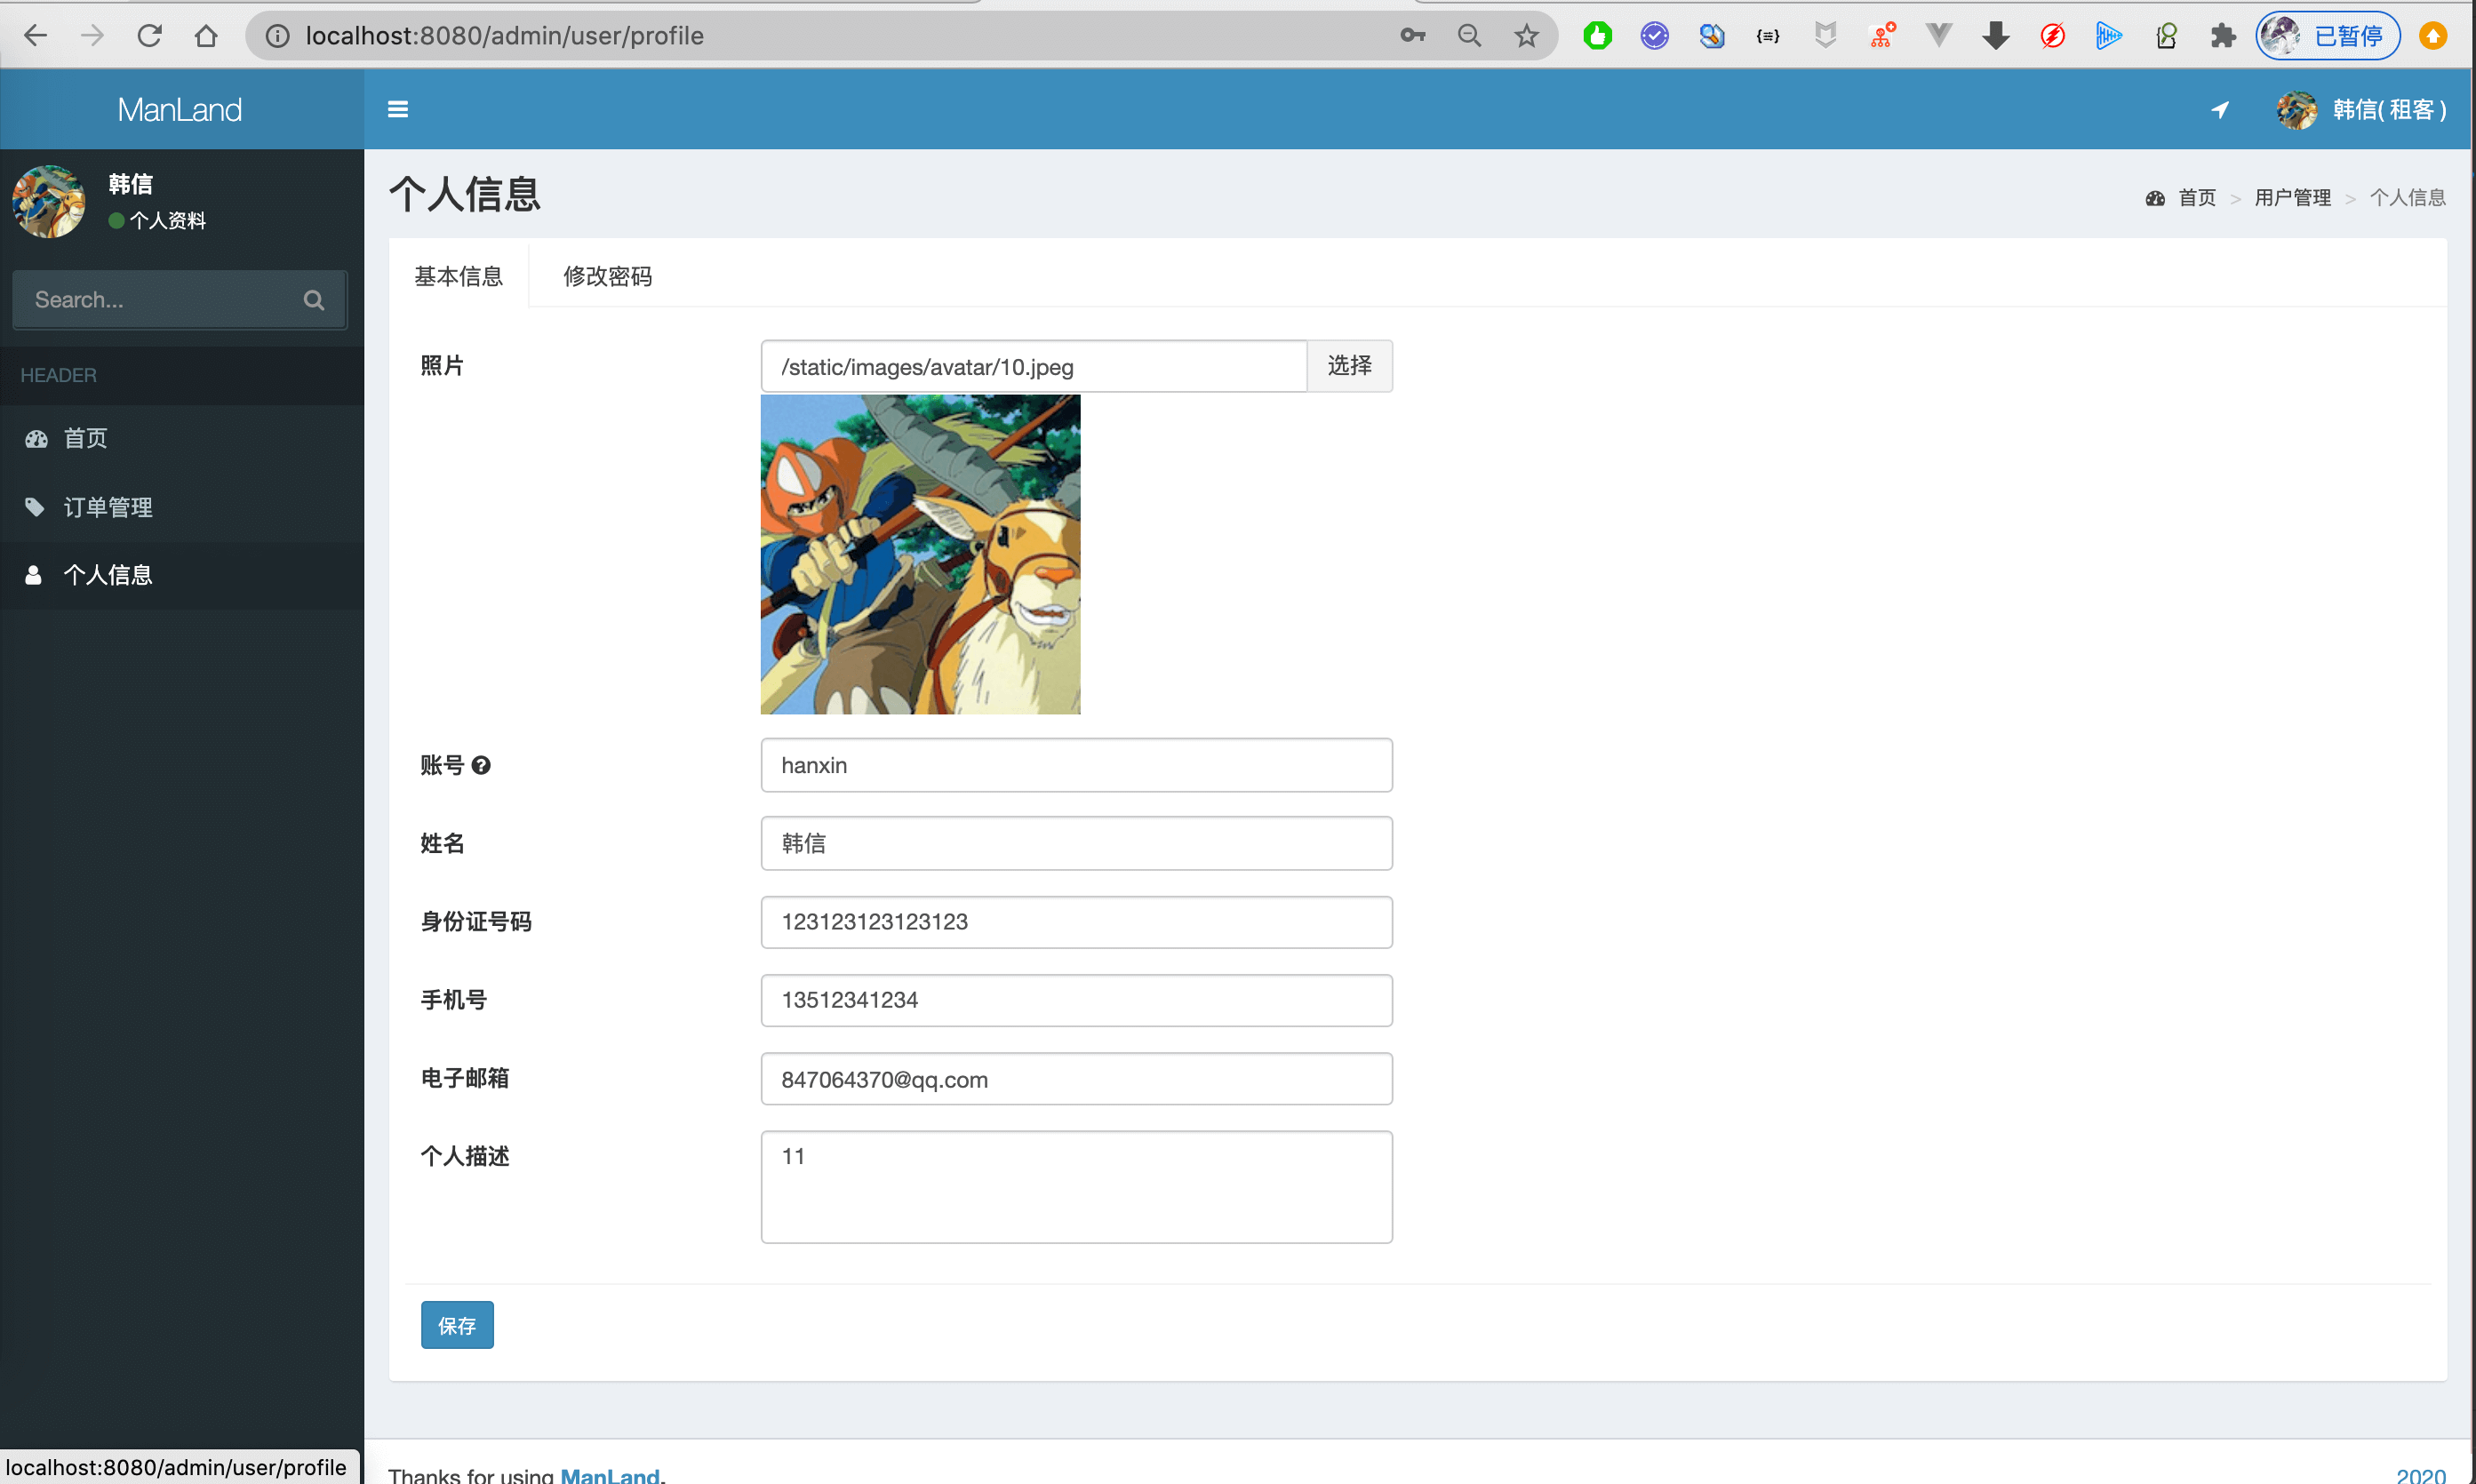 localhost:8080/admin/user/profile
已暂停
ManLand
韩信( 租客 )
韩信
个人资料
Search...
HEADER
首页
订单管理
个人信息
个人信息
首页 > 用户管理 > 个人信息
基本信息
修改密码
照片
/static/images/avatar/10.jpeg
选择
账号
hanxin
姓名
韩信
身份证号码
123123123123123
手机号
13512341234
电子邮箱
847064370@qq.com
个人描述
11
保存
localhost:8080/admin/user/profile
Thanks for using ManLand.
2020